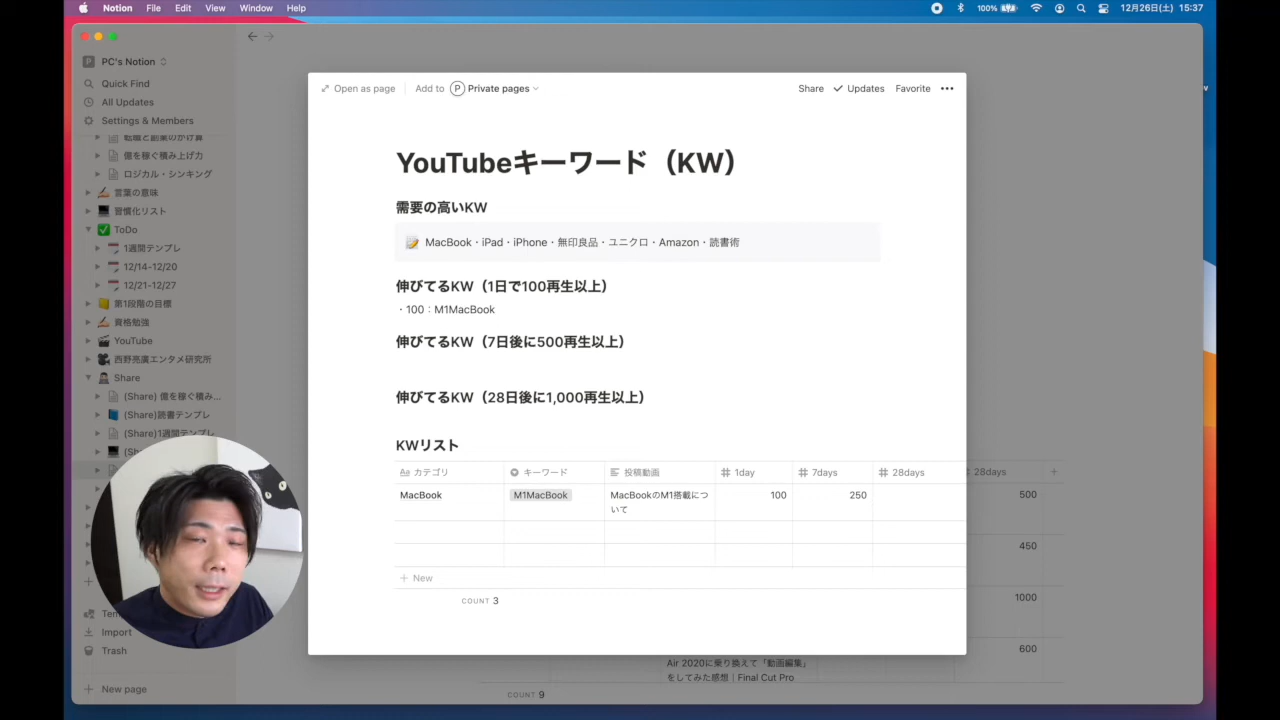 Notion File Edit View Window Help
100% 12月26日(土) 15:37
PC's Notion
Quick Find
All Updates
Settings & Members
転職と副業のかけ算
億を稼ぐ積み上げ力
ロジカル・シンキング
言葉の意味
習慣化リスト
ToDo
1週間テンプレ
12/14-12/20
12/21-12/27
第1段階の目標
資格勉強
YouTube
西野亮廣エンタメ研究所
Share
(Share) 億を稼ぐ積み...
(Share)読書テンプレ
(Share)1週間テンプレ
(Sh
Tem
Import
Trash
New page
Open as page Add to P Private pages
Share Updates Favorite
YouTubeキーワード（KW）
需要の高いKW
MacBook・iPad・iPhone・無印良品・ユニクロ・Amazon・読書術
伸びてるKW（1日で100再生以上）
・100：M1MacBook
伸びてるKW（7日後に500再生以上）
伸びてるKW（28日後に1,000再生以上）
KWリスト
Aa カテゴリ キーワード 投稿動画 # 1day # 7days # 28days
MacBook M1MacBook MacBookのM1搭載につ 100 250
いて
+ New
COUNT 3
28days +
500
450
1000
600
Air 2020に乗り換えて「動画編集」
をしてみた感想｜Final Cut Pro
COUNT 9